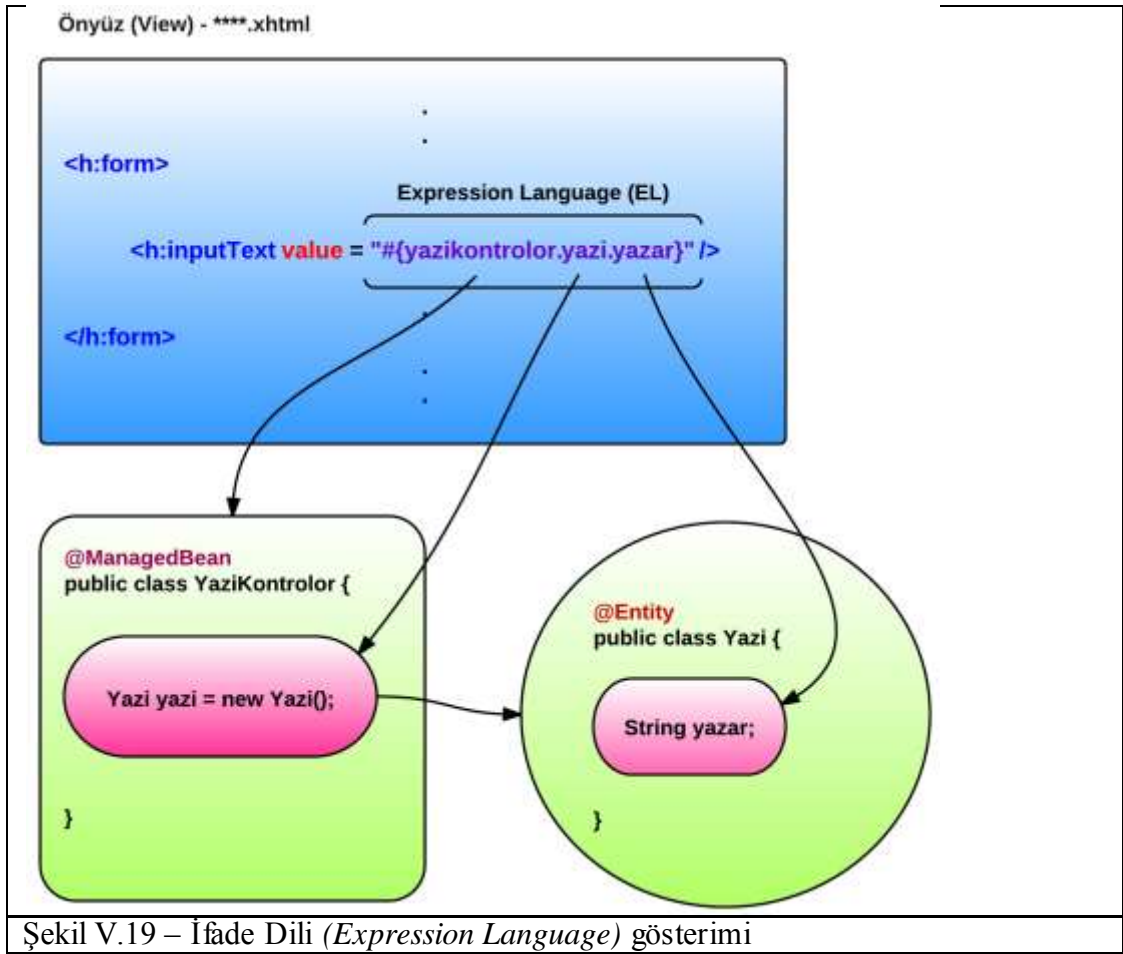 Önyüz (View) - ****.xhtml
.
.
<h:form>
Expression Language (EL)
<h:inputText value = "#{yazikontrolor.yazi.yazar}" />
.
</h:form>
.
.
@ManagedBean
public class YaziKontrolor {
Yazi yazi = new Yazi();
}
@Entity
public class Yazi {
String yazar;
}
Şekil V.19 – İfade Dili (Expression Language) gösterimi